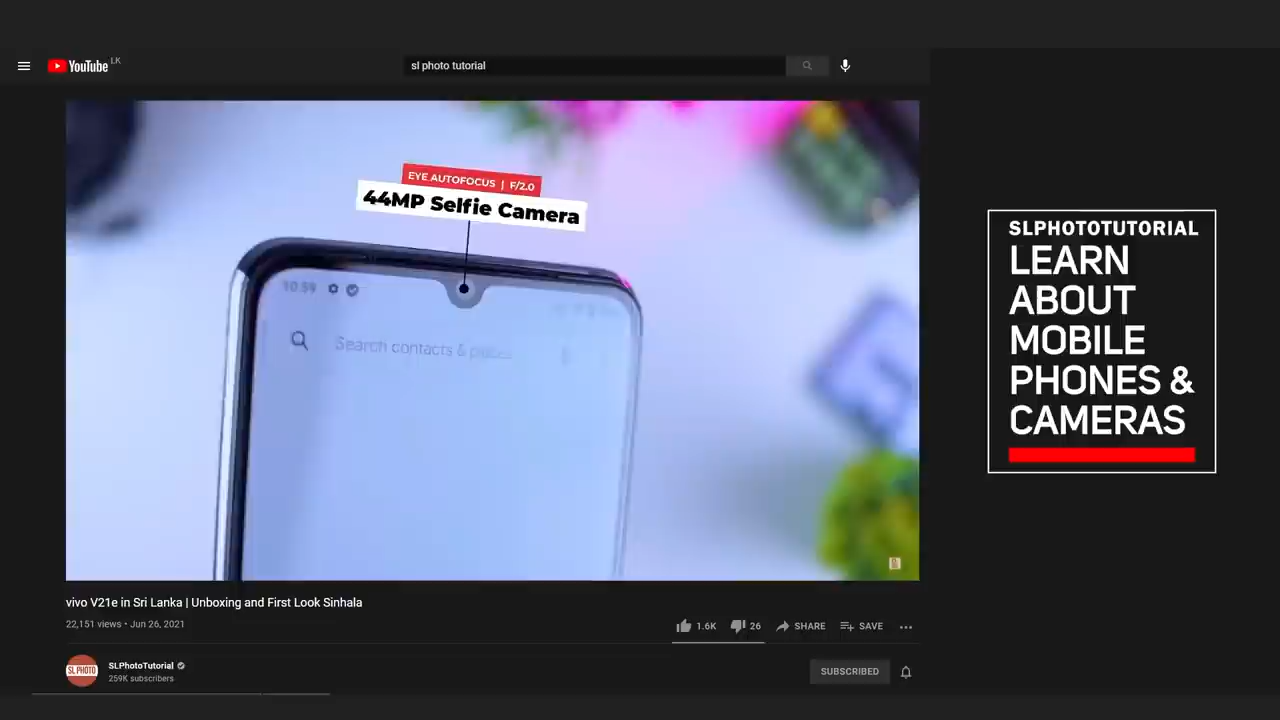 YouTube LK
sl photo tutorial
EYE AUTOFOCUS | F/2.0
44MP Selfie Camera
10:59
Search contacts & places
SLPHOTOTUTORIAL
LEARN
ABOUT
MOBILE
PHONES &
CAMERAS
vivo V21e in Sri Lanka | Unboxing and First Look Sinhala
22,151 views • Jun 26, 2021
1.6K
26
SHARE
SAVE
SL PHOTO
SLPhotoTutorial
259K subscribers
SUBSCRIBED